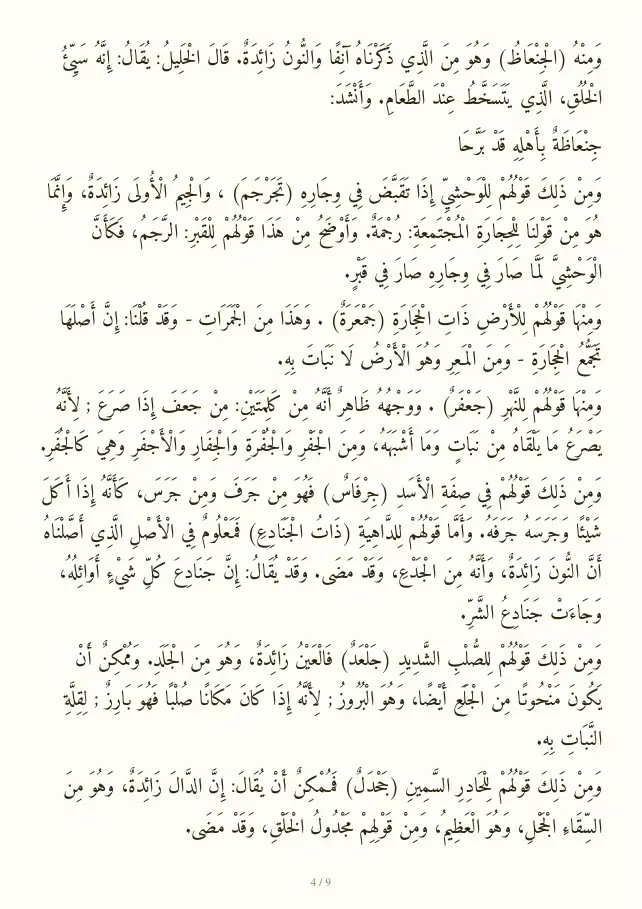 وَمِنْهُ (الْجِنْعَاظُ) وَهُوَ مِنَ الَّذِي ذَكَرْنَاهُ آنِفًا وَالنُّونُ زَائِدَةٌ. قَالَ الْخَلِيلُ: يُقَالُ: إِنَّهُ سَيِّئُ
الْخُلُقِ، الَّذِي يَتَسَخَّطُ عِنْدَ الطَّعَامِ. وَأَنْشَدَ:
جِنْعَاظَةٌ بِأَهْلِهِ قَدْ بَرَّحَا
وَمِنْ ذَلِكَ قَوْلُهُمْ لِلْوَحْشِيِّ إِذَا تَقَبَّضَ فِي وِجَارِهِ (تَجَرْجَمَ) ، وَالْجِيمُ الْأُولَى زَائِدَةٌ، وَإِنَّمَا
هُوَ مِنْ قَوْلِنَا لِلْحِجَارَةِ الْمُجْتَمِعَةِ: رُجْمَةٌ. وَأَوْضَحُ مِنْ هَذَا قَوْلُهُمْ لِلْقَبْرِ: الرَّجَمُ، فَكَأَنَّ
الْوَحْشِيَّ لَمَّا صَارَ فِي وِجَارِهِ صَارَ فِي قَبْرٍ.
وَمِنْهَا قَوْلُهُمْ لِلْأَرْضِ ذَاتِ الْحِجَارَةِ (جَمْعَرَةٌ) . وَهَذَا مِنَ الْجَمَرَاتِ - وَقَدْ قُلْنَا: إِنَّ أَصْلَهَا
تَجَمُّعُ الْحِجَارَةِ - وَمِنَ الْمَعِرِ وَهُوَ الْأَرْضُ لَا نَبَاتَ بِهِ.
وَمِنْهَا قَوْلُهُمْ لِلنَّهْرِ (جَعْفَرٌ) . وَوَجْهُهُ ظَاهِرٌ أَنَّهُ مِنْ كَلِمَتَيْنِ: مِنْ جَعَفَ إِذَا صَرَعَ ; لِأَنَّهُ
يَصْرَعُ مَا يَلْقَاهُ مِنْ نَبَاتٍ وَمَا أَشْبَهَهُ، وَمِنَ الْجَفْرِ وَالْجُفْرَةِ وَالْجِفَارِ وَالْأَجْفَرِ وَهِيَ كَالْجُفَرِ.
وَمِنْ ذَلِكَ قَوْلُهُمْ فِي صِفَةِ الْأَسَدِ (جِرْفَاسٌ) فَهُوَ مِنْ جَرَفَ وَمِنْ جَرَسَ، كَأَنَّهُ إِذَا أَكَلَ
شَيْئًا وَجَرَسَهُ جَرَفَهُ. وَأَمَّا قَوْلُهُمْ لِلدَّاهِيَةِ (ذَاتُ الْجَنَادِعِ) فَمَعْلُومٌ فِي الْأَصْلِ الَّذِي أَصَّلْنَاهُ
أَنَّ النُّونَ زَائِدَةٌ، وَأَنَّهُ مِنَ الْجَدْعِ، وَقَدْ مَضَى. وَقَدْ يُقَالُ: إِنَّ جَنَادِعَ كُلِّ شَيْءٍ أَوَائِلُهُ،
وَجَاءَتْ جَنَادِعُ الشَّرِّ.
وَمِنْ ذَلِكَ قَوْلُهُمْ لِلصُّلْبِ الشَّدِيدِ (جَلْعَدٌ) فَالْعَيْنُ زَائِدَةٌ، وَهُوَ مِنَ الْجَلَدِ. وَمُمْكِنٌ أَنْ
يَكُونَ مَنْحُوتًا مِنَ الْجَلَعِ أَيْضًا، وَهُوَ الْبُرُوزُ ; لِأَنَّهُ إِذَا كَانَ مَكَانًا صُلْبًا فَهُوَ بَارِزٌ ; لِقِلَّةِ
النَّبَاتِ بِهِ.
وَمِنْ ذَلِكَ قَوْلُهُمْ لِلْحَادِرِ السَّمِينِ (جَحْدَلٌ) فَمُمْكِنٌ أَنْ يُقَالَ: إِنَّ الدَّالَ زَائِدَةٌ، وَهُوَ مِنَ
السِّقَاءِ الْجَحْلِ، وَهُوَ الْعَظِيمُ، وَمِنْ قَوْلِهِمْ مَجْدُولُ الْخَلْقِ، وَقَدْ مَضَى.
4 / 9